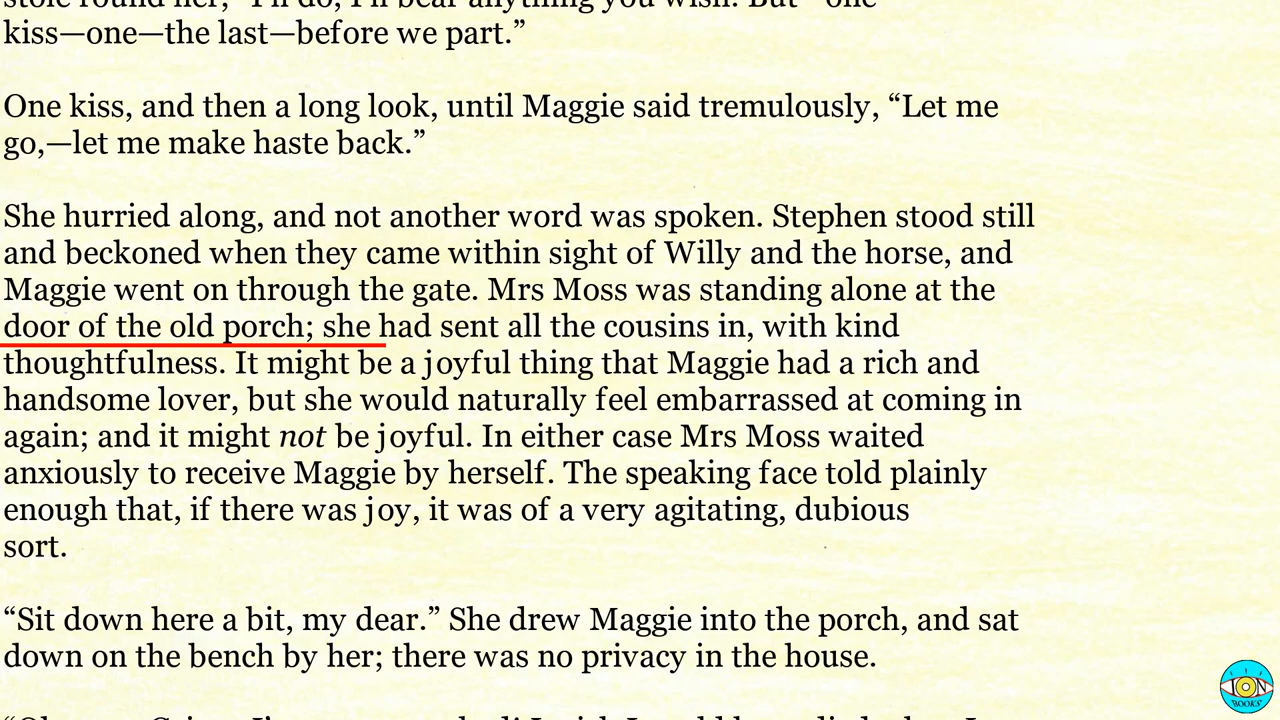 kiss—one—the last—before we part.”
One kiss, and then a long look, until Maggie said tremulously, “Let me
go,—let me make haste back.”
She hurried along, and not another word was spoken. Stephen stood still
and beckoned when they came within sight of Willy and the horse, and
Maggie went on through the gate. Mrs Moss was standing alone at the
door of the old porch; she had sent all the cousins in, with kind
thoughtfulness. It might be a joyful thing that Maggie had a rich and
handsome lover, but she would naturally feel embarrassed at coming in
again; and it might not be joyful. In either case Mrs Moss waited
anxiously to receive Maggie by herself. The speaking face told plainly
enough that, if there was joy, it was of a very agitating, dubious
sort.
“Sit down here a bit, my dear.” She drew Maggie into the porch, and sat
down on the bench by her; there was no privacy in the house.
ION
BOOKS